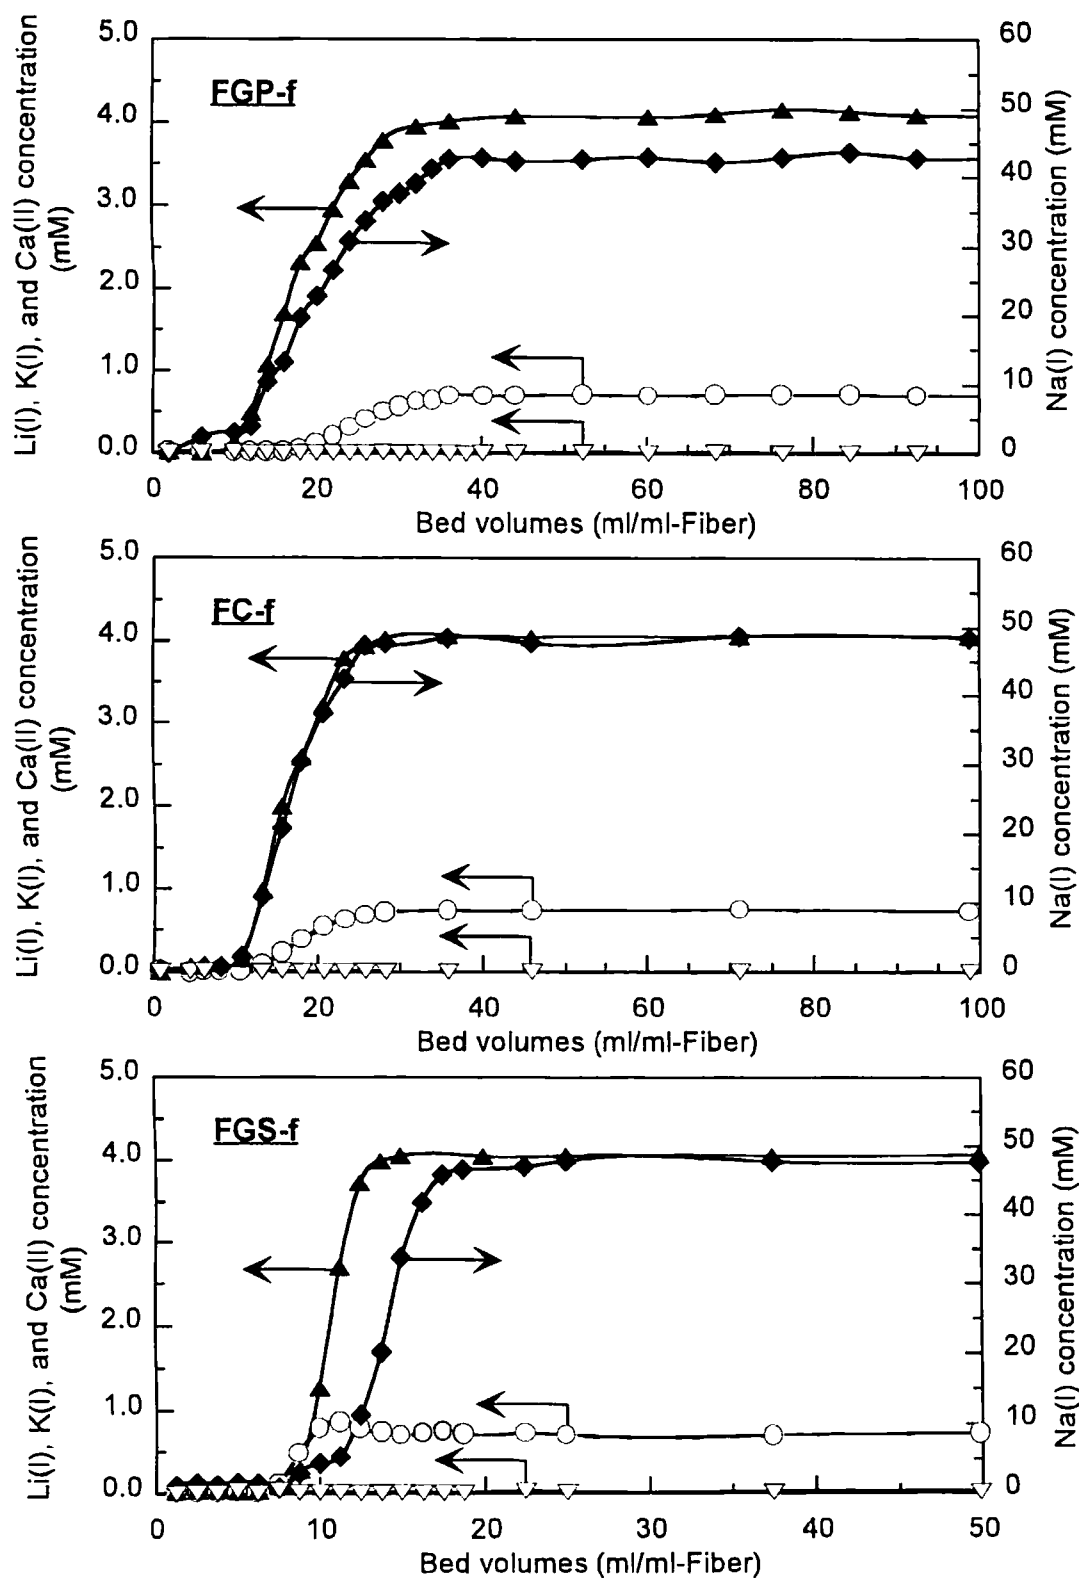 FGP-f
Li(I), K(I), and Ca(II) concentration
(mM)
5.0
4.0
3.0
2.0
1.0
0.0
60
50
40
30
20
10
0
Na(I) concentration (mM)
0 20 40 60 80 100
Bed volumes (ml/ml-Fiber)
FC-f
Li(I), K(I), and Ca(II) concentration
(mM)
5.0
4.0
3.0
2.0
1.0
0.0
60
50
40
30
20
10
0
Na(I) concentration (mM)
0 20 40 60 80 100
Bed volumes (ml/ml-Fiber)
FGS-f
Li(I), K(I), and Ca(II) concentration
(mM)
5.0
4.0
3.0
2.0
1.0
0.0
60
50
40
30
20
10
0
Na(I) concentration (mM)
0 10 20 30 40 50
Bed volumes (ml/ml-Fiber)